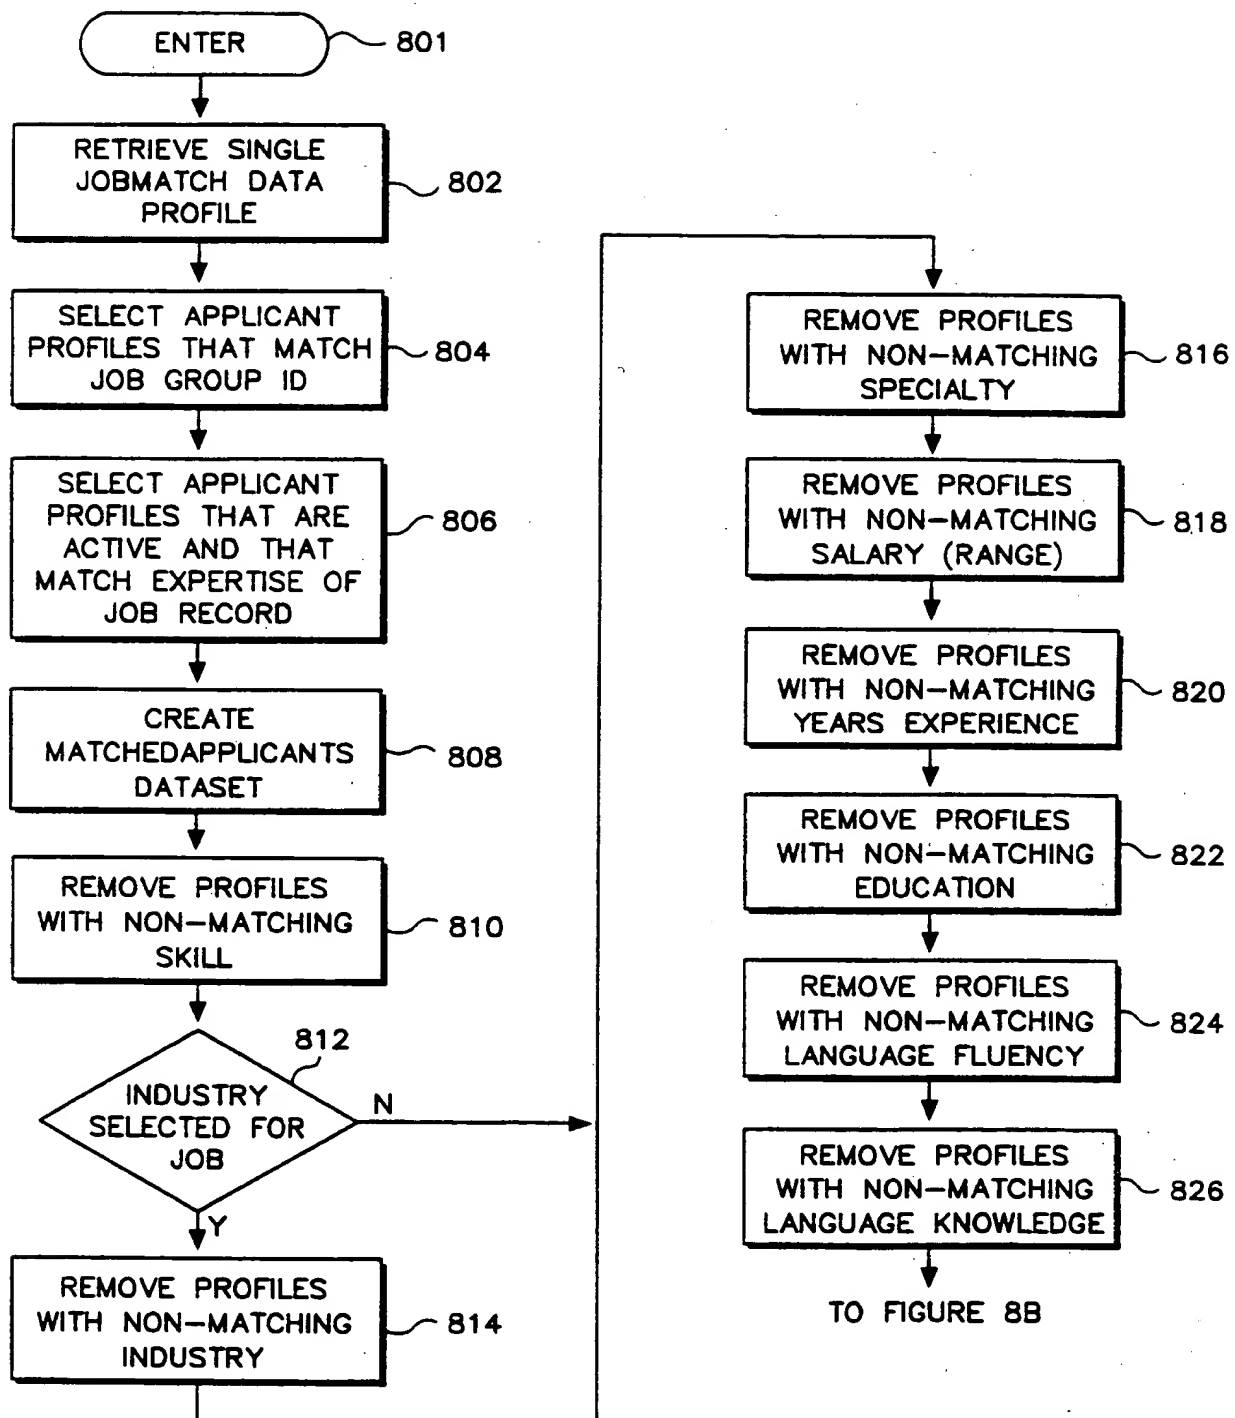 ENTER
801
RETRIEVE SINGLE
JOBMATCH DATA
PROFILE
802
SELECT APPLICANT
PROFILES THAT MATCH
JOB GROUP ID
804
SELECT APPLICANT
PROFILES THAT ARE
ACTIVE AND THAT
MATCH EXPERTISE OF
JOB RECORD
806
CREATE
MATCHEDAPPLICANTS
DATASET
808
REMOVE PROFILES
WITH NON-MATCHING
SKILL
810
812
INDUSTRY
SELECTED FOR
JOB
N
Y
REMOVE PROFILES
WITH NON-MATCHING
INDUSTRY
814
REMOVE PROFILES
WITH NON-MATCHING
SPECIALTY
816
REMOVE PROFILES
WITH NON-MATCHING
SALARY (RANGE)
818
REMOVE PROFILES
WITH NON-MATCHING
YEARS EXPERIENCE
820
REMOVE PROFILES
WITH NON-MATCHING
EDUCATION
822
REMOVE PROFILES
WITH NON-MATCHING
LANGUAGE FLUENCY
824
REMOVE PROFILES
WITH NON-MATCHING
LANGUAGE KNOWLEDGE
826
TO FIGURE 8B